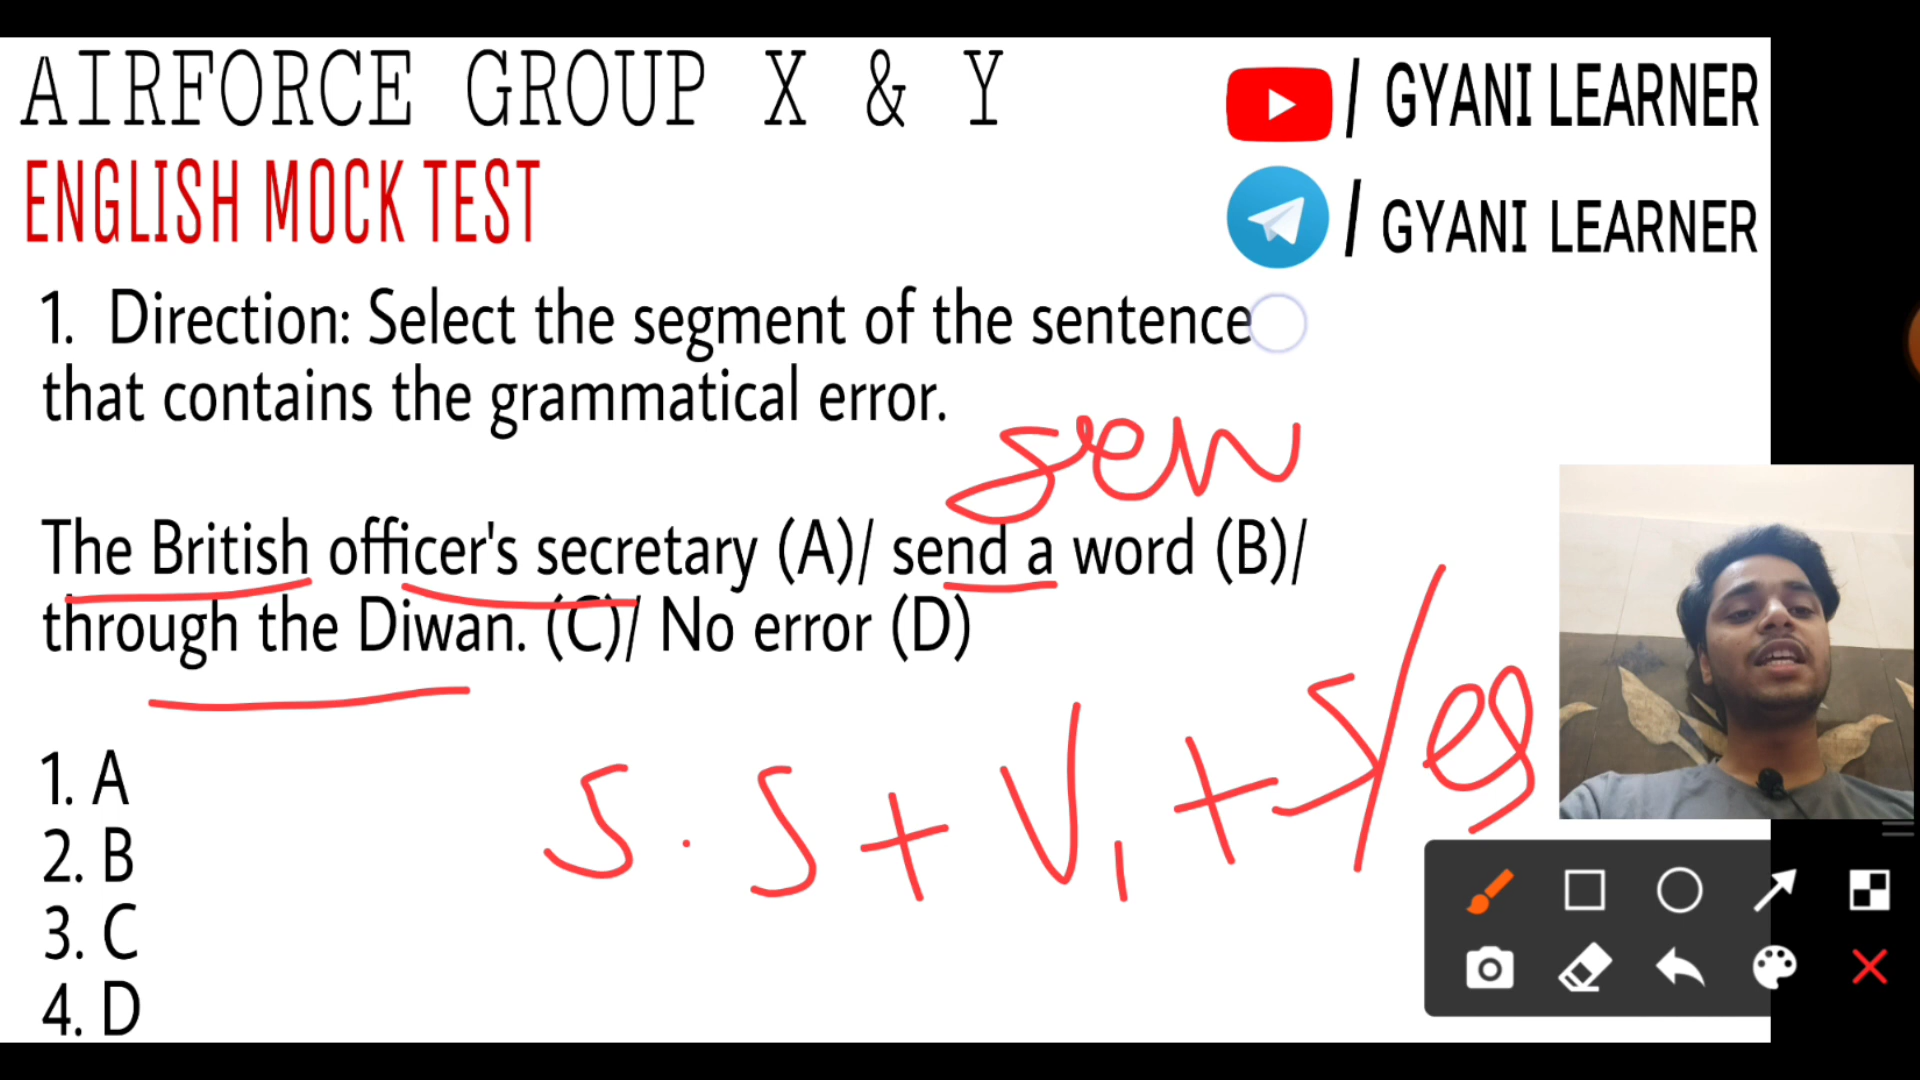 AIRFORCE GROUP X & Y
/ GYANI LEARNER
ENGLISH MOCK TEST
/ GYANI LEARNER
1. Direction: Select the segment of the sentence
that contains the grammatical error.
sen
The British officer's secretary (A)/ send a word (B)/
through the Diwan. (C)/ No error (D)
S.S+V1+S/es
1. A
2. B
3. C
4. D